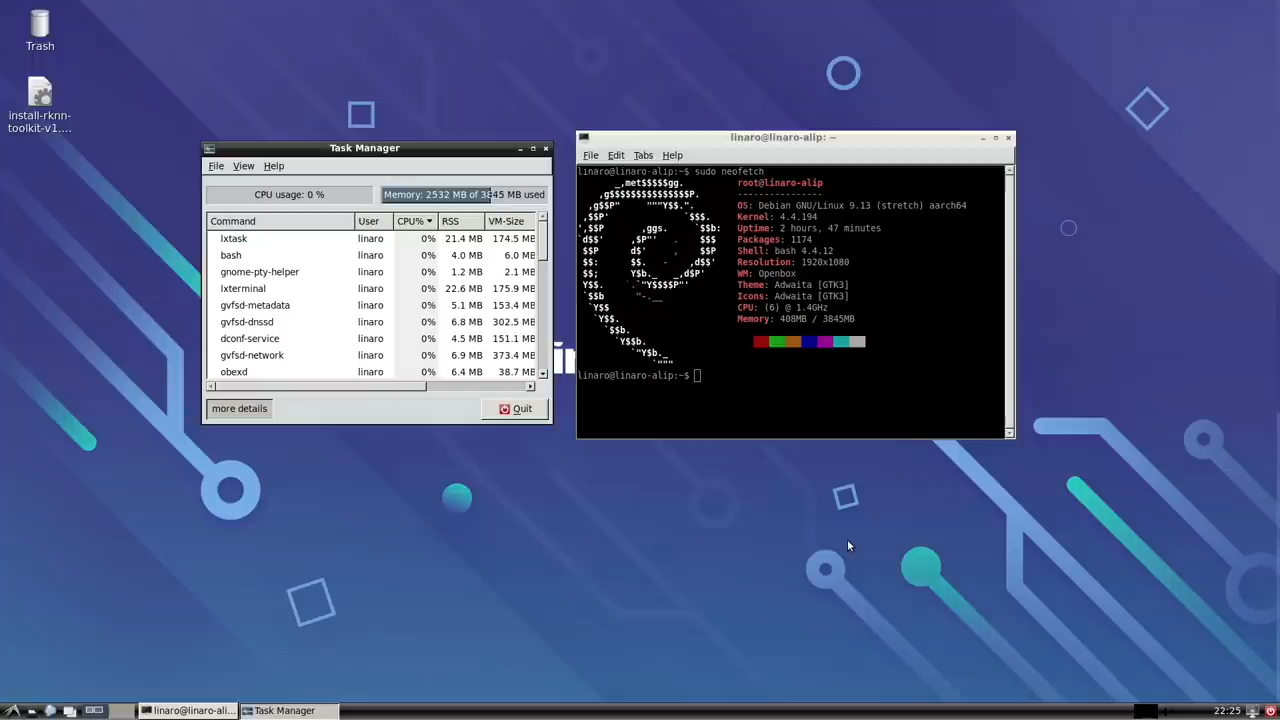 Trash
install-rknn-
toolkit-v1....
Task Manager
File View Help
CPU usage: 0 %
Memory: 2532 MB of 3845 MB used
Command User CPU% RSS VM-Size
lxtask linaro 0% 21.4 MB 174.5 MB
bash linaro 0% 4.0 MB 6.0 MB
gnome-pty-helper linaro 0% 1.2 MB 2.1 MB
lxterminal linaro 0% 22.6 MB 175.9 MB
gvfsd-metadata linaro 0% 5.1 MB 153.4 MB
gvfsd-dnssd linaro 0% 6.8 MB 302.5 MB
dconf-service linaro 0% 4.5 MB 151.1 MB
gvfsd-network linaro 0% 6.9 MB 373.4 MB
obexd linaro 0% 6.4 MB 38.7 MB
more details
Quit
linaro@linaro-alip: ~
File Edit Tabs Help
linaro@linaro-alip:~$ sudo neofetch
root@linaro-alip
----------------
OS: Debian GNU/Linux 9.13 (stretch) aarch64
Kernel: 4.4.194
Uptime: 2 hours, 47 minutes
Packages: 1174
Shell: bash 4.4.12
Resolution: 1920x1080
WM: Openbox
Theme: Adwaita [GTK3]
Icons: Adwaita [GTK3]
CPU: (6) @ 1.4GHz
Memory: 408MB / 3845MB
linaro@linaro-alip:~$
linaro@linaro-ali...
Task Manager
22:25